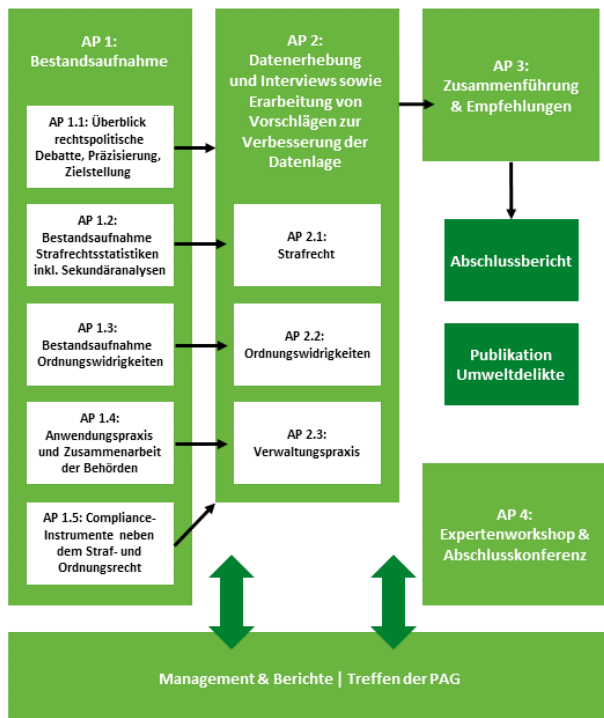 AP 1:
Bestandsaufnahme
AP 1.1: Überblick
rechtspolitische
Debatte, Präzisierung,
Zielstellung
AP 1.2:
Bestandsaufnahme
Strafrechtsstatistiken
inkl. Sekundäranalysen
AP 1.3:
Bestandsaufnahme
Ordnungswidrigkeiten
AP 1.4:
Anwendungspraxis
und Zusammenarbeit
der Behörden
AP 1.5: Compliance-
Instrumente neben
dem Straf- und
Ordnungsrecht
AP 2:
Datenerhebung
und Interviews sowie
Erarbeitung von
Vorschlägen zur
Verbesserung der
Datenlage
AP 2.1:
Strafrecht
AP 2.2:
Ordnungswidrigkeiten
AP 2.3:
Verwaltungspraxis
AP 3:
Zusammenführung
& Empfehlungen
Abschlussbericht
Publikation
Umweltdelikte
AP 4:
Expertenworkshop &
Abschlusskonferenz
Management & Berichte | Treffen der PAG